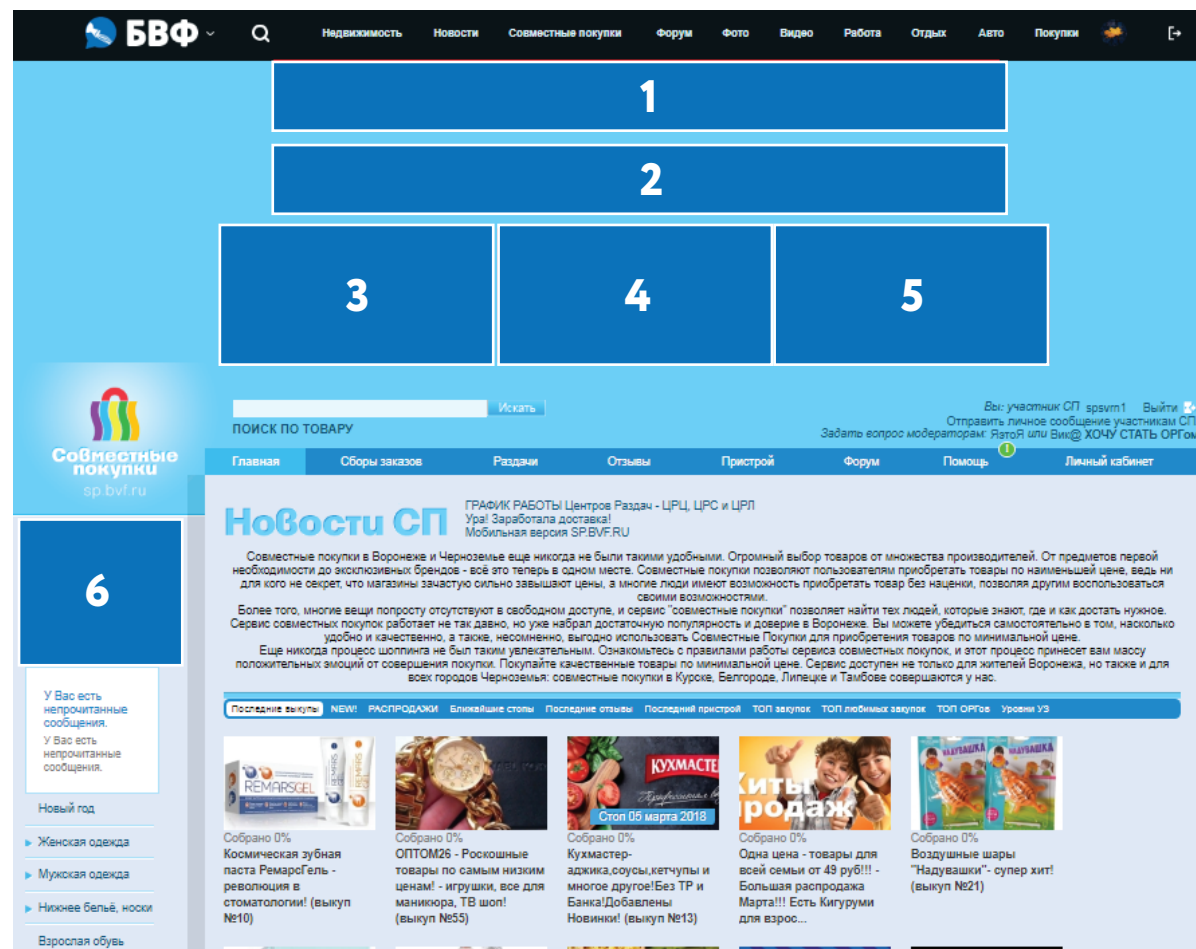 БВФ
Недвижимость Новости Совместные покупки Форум Фото Видео Работа Отдых Авто Покупки
1
2
3 4 5
Искать
ПОИСК ПО ТОВАРУ
Вы: участник СП spsvrn1 Выйти
Отправить личное сообщение участникам СП
Задать вопрос модераторам: ЯэтоЯ или Вик@ ХОЧУ СТАТЬ ОРГом
Совместные
покупки
sp.bvf.ru
Главная Сборы заказов Раздачи Отзывы Пристрой Форум Помощь i Личный кабинет
6
Новости СП
ГРАФИК РАБОТЫ Центров Раздач - ЦРЦ, ЦРС и ЦРЛ
Ура! Заработала доставка!
Мобильная версия SP.BVF.RU
Совместные покупки в Воронеже и Черноземье еще никогда не были такими удобными. Огромный выбор товаров от множества производителей. От предметов первой
необходимости до эксклюзивных брендов - всё это теперь в одном месте. Совместные покупки позволяют пользователям приобретать товары по наименьшей цене, ведь ни
для кого не секрет, что магазины зачастую сильно завышают цены, а многие люди имеют возможность приобретать товар без наценки, позволяя другим воспользоваться
своими возможностями.
Более того, многие вещи попросту отсутствуют в свободном доступе, и сервис "совместные покупки" позволяет найти тех людей, которые знают, где и как достать нужное.
Сервис совместных покупок работает не так давно, но уже набрал достаточную популярность и доверие в Воронеже. Вы можете убедиться самостоятельно в том, насколько
удобно и качественно, а также, несомненно, выгодно использовать Совместные Покупки для приобретения товаров по минимальной цене.
Еще никогда процесс шоппинга не был таким увлекательным. Ознакомьтесь с правилами работы сервиса совместных покупок, и этот процесс принесет вам массу
положительных эмоций от совершения покупки. Покупайте качественные товары по минимальной цене. Сервис доступен не только для жителей Воронежа, но также и для
всех городов Черноземья: совместные покупки в Курске, Белгороде, Липецке и Тамбове совершаются у нас.
У Вас есть
непрочитанные
сообщения.
У Вас есть
непрочитанные
сообщения.
Новый год
Женская одежда
Мужская одежда
Нижнее бельё, носки
Взрослая обувь
Последние выкупы NEW! РАСПРОДАЖИ Ближайшие стопы Последние отзывы Последний пристрой ТОП закупок ТОП любимых закупок ТОП ОРГов Уровни УЗ
REMARSGEL
КУХМАСТЕ
Стоп 05 марта 2018
ХИТЫ
продаж
НАДУВАШКА НАДУВАШКА
Собрано 0%
Космическая зубная
паста РемарсГель -
революция в
стоматологии! (выкуп
№10)
Собрано 0%
ОПТОМ26 - Роскошные
товары по самым низким
ценам! - игрушки, все для
маникюра, ТВ шоп!
(выкуп №55)
Собрано 0%
Кухмастер-
аджика,соусы,кетчупы и
многое другое!Без ТР и
Банка!Добавлены
Новинки! (выкуп №13)
Собрано 0%
Одна цена - товары для
всей семьи от 49 руб!!! -
Большая распродажа
Марта!!! Есть Кигуруми
для взрос...
Собрано 0%
Воздушные шары
"Надувашки"- супер хит!
(выкуп №21)